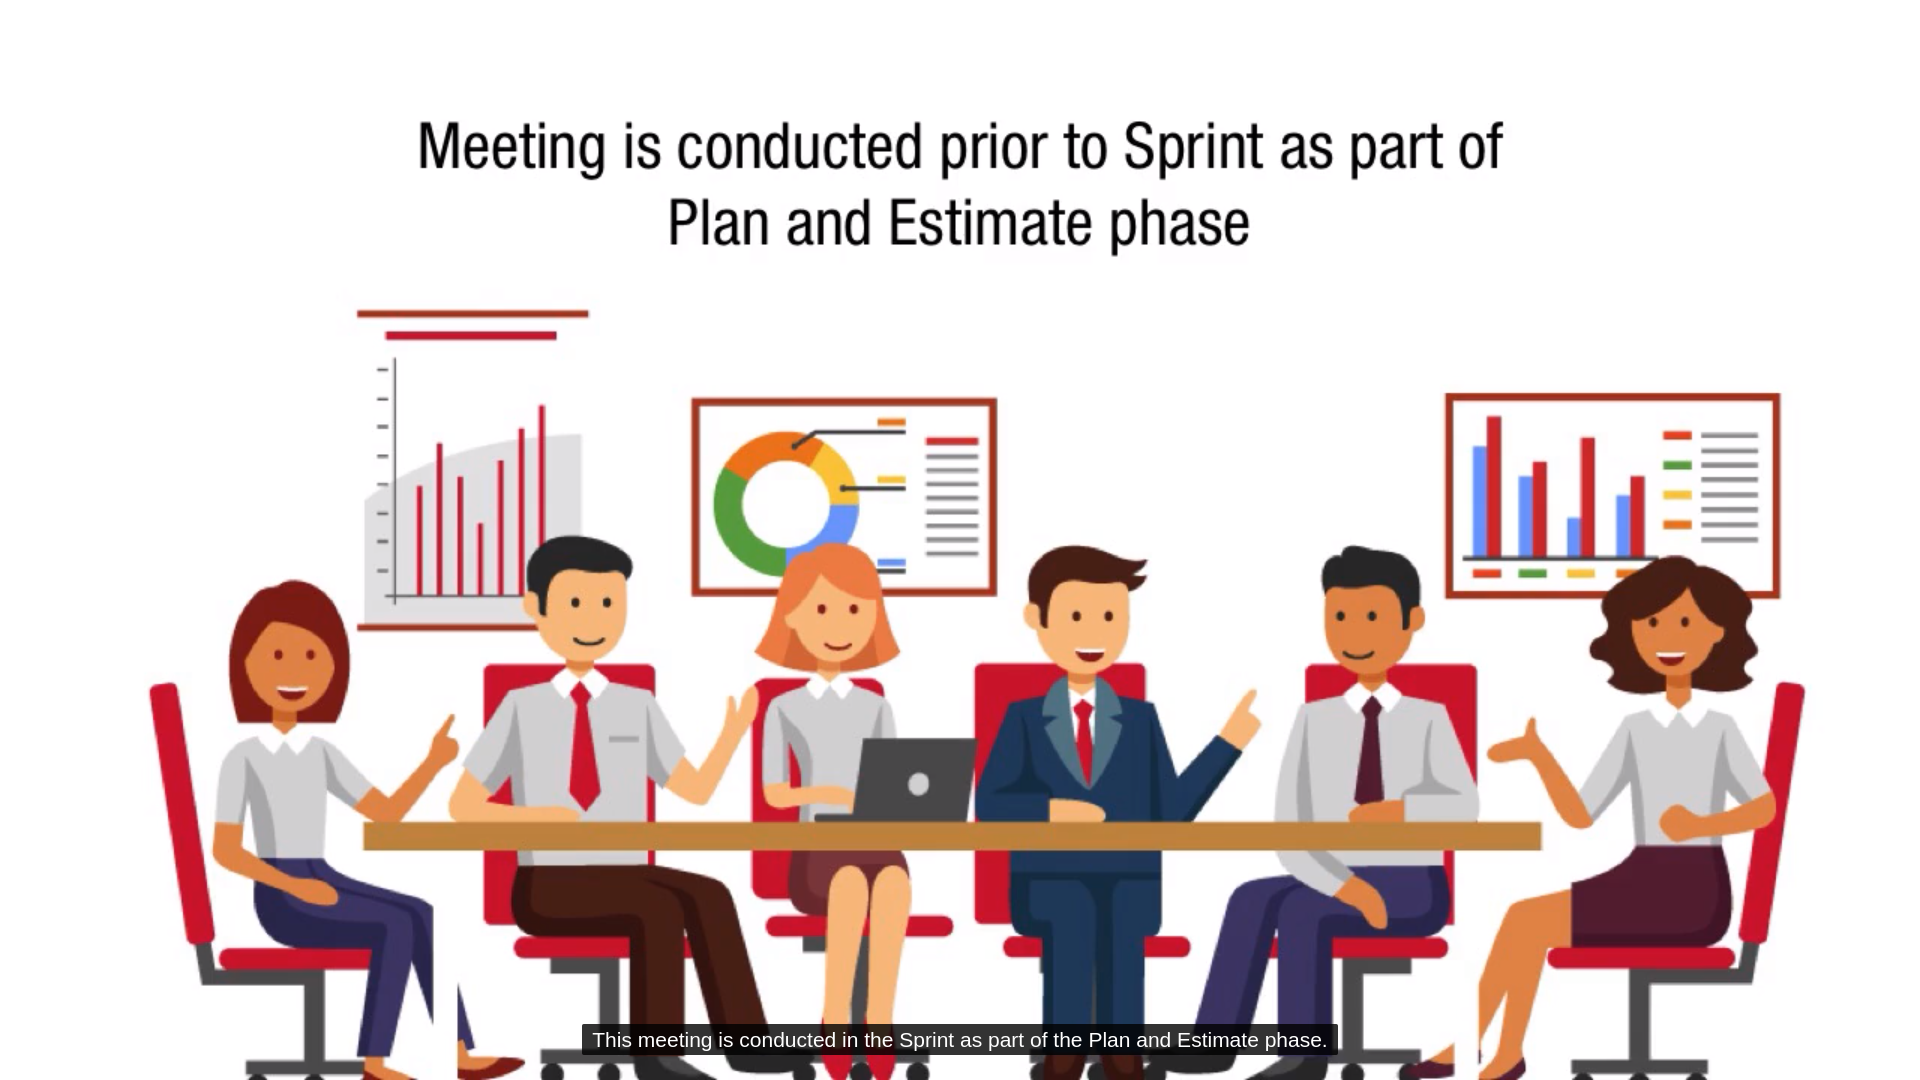 Meeting is conducted prior to Sprint as part of
Plan and Estimate phase
This meeting is conducted in the Sprint as part of the Plan and Estimate phase.